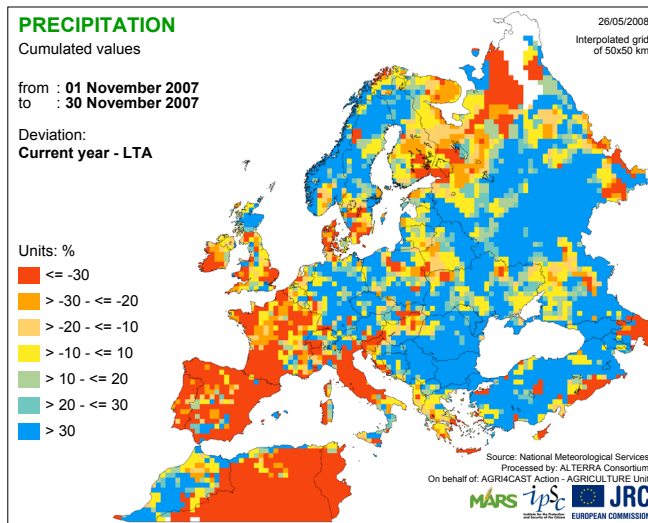 PRECIPITATION
Cumulated values
from : 01 November 2007
to : 30 November 2007
Deviation:
Current year - LTA
26/05/2008
Interpolated grid
of 50x50 km
Units: %
<= -30
> -30 - <= -20
> -20 - <= -10
> -10 - <= 10
> 10 - <= 20
> 20 - <= 30
> 30
Source: National Meteorological Services
Processed by: ALTERRA Consortium
On behalf of: AGRI4CAST Action - AGRICULTURE Unit
MARS ipsc JRC
EUROPEAN COMMISSION